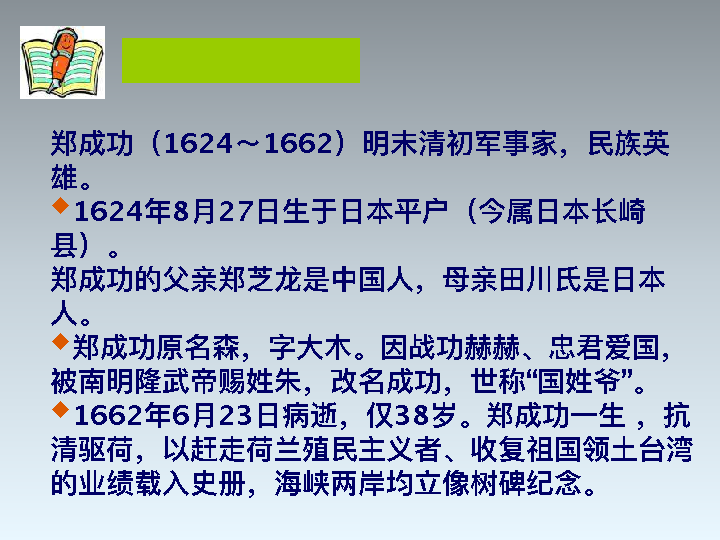 郑成功（1624～1662）明末清初军事家，民族英
雄。
1624年8月27日生于日本平户（今属日本长崎
县）。
郑成功的父亲郑芝龙是中国人，母亲田川氏是日本
人。
郑成功原名森，字大木。因战功赫赫、忠君爱国，
被南明隆武帝赐姓朱，改名成功，世称“国姓爷”。
1662年6月23日病逝，仅38岁。郑成功一生 ，抗
清驱荷，以赶走荷兰殖民主义者、收复祖国领土台湾
的业绩载入史册，海峡两岸均立像树碑纪念。